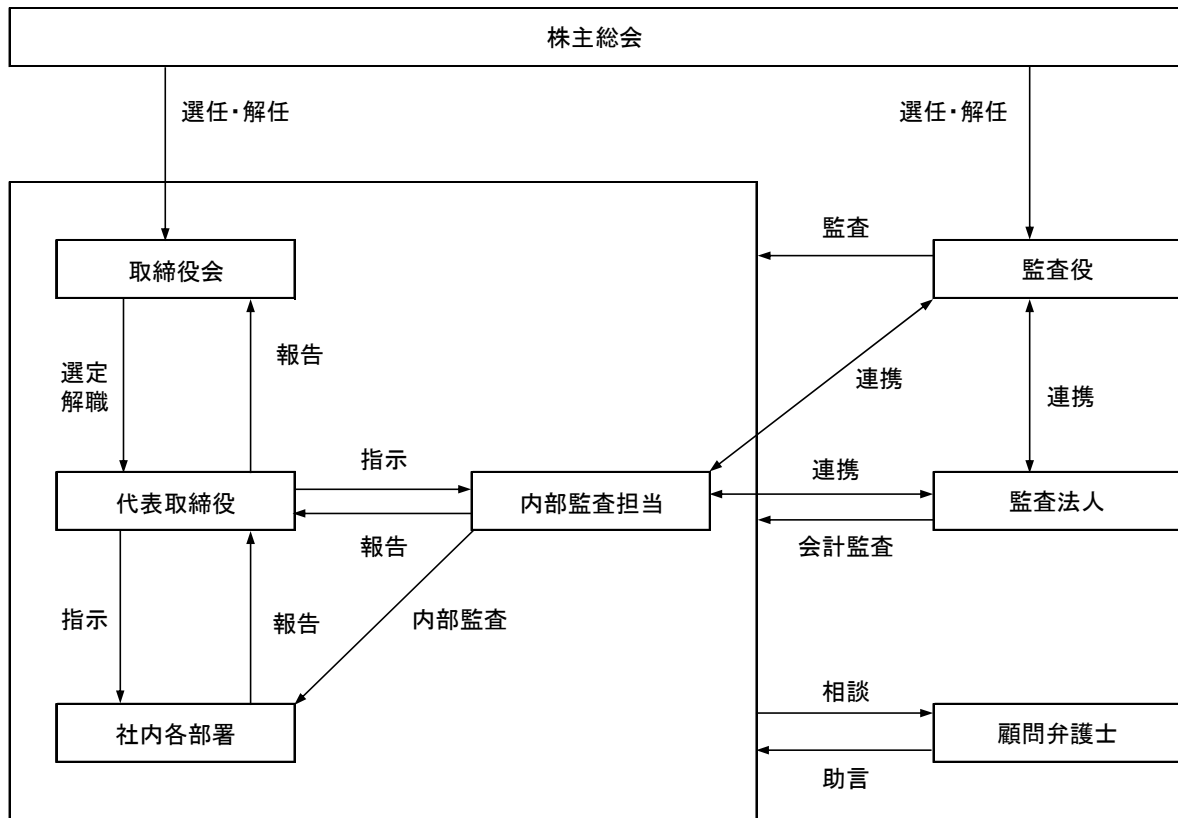 株主総会
選任・解任
選任・解任
監査
取締役会
監査役
報告
選定
解職
連携
連携
指示
連携
代表取締役
内部監査担当
監査法人
報告
会計監査
指示
報告
内部監査
相談
社内各部署
顧問弁護士
助言